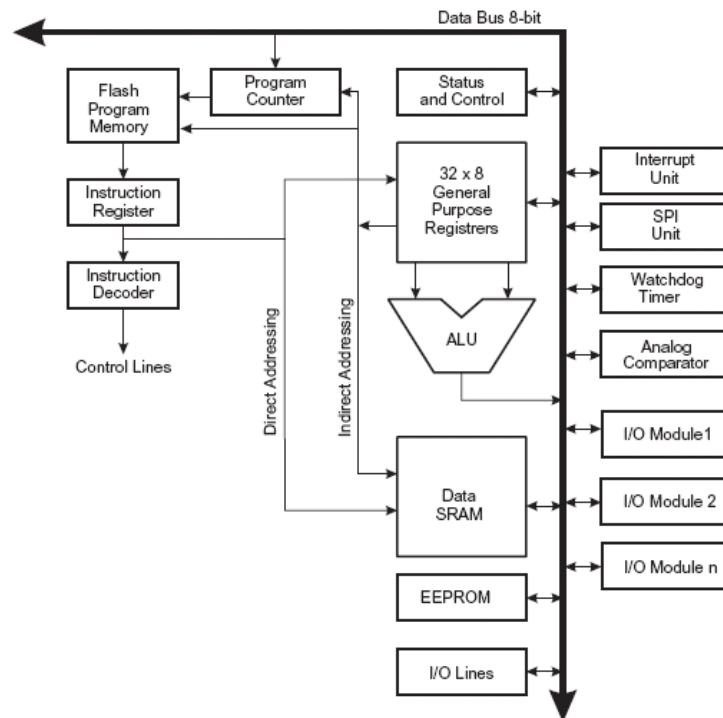 Data Bus 8-bit
Flash
Program
Memory
Program
Counter
Status
and Control
32 x 8
General
Purpose
Registrers
Instruction
Register
Instruction
Decoder
Control Lines
Direct Addressing
Indirect Addressing
ALU
Data
SRAM
EEPROM
I/O Lines
Interrupt
Unit
SPI
Unit
Watchdog
Timer
Analog
Comparator
I/O Module1
I/O Module 2
I/O Module n